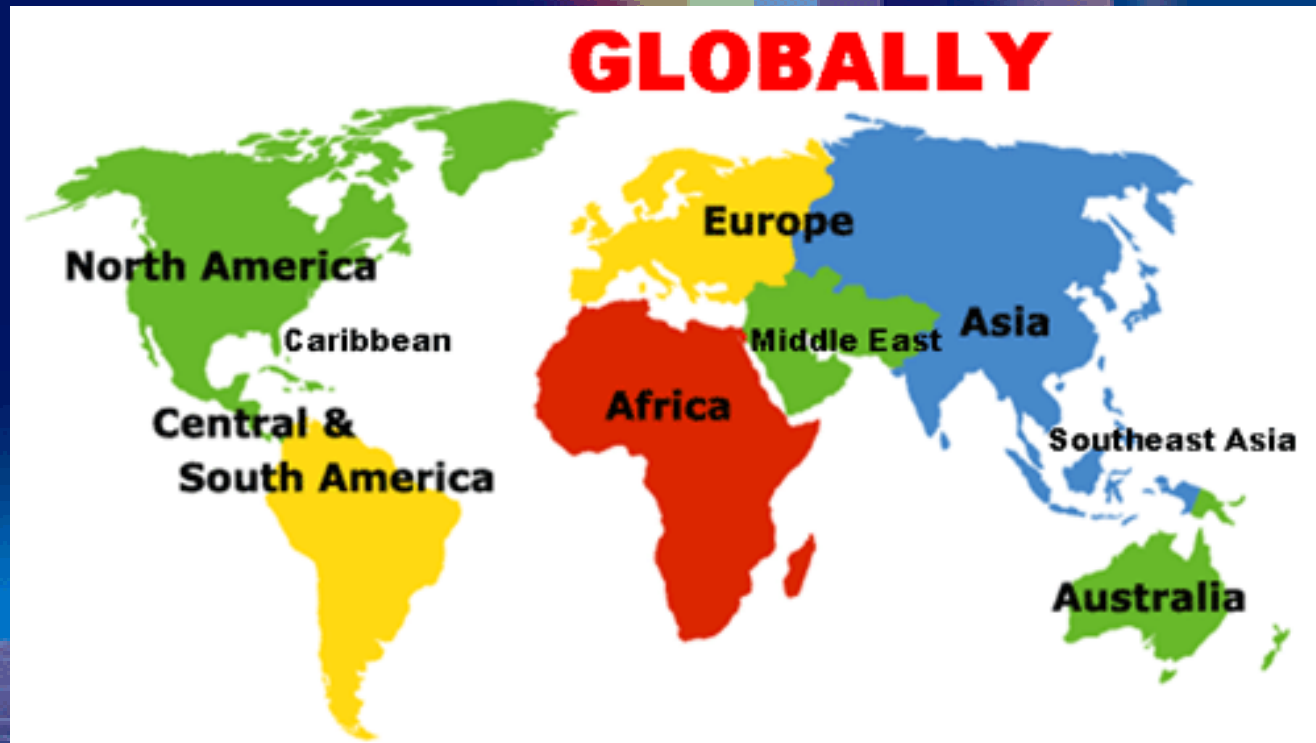 GLOBALLY
Europe
North America
Asia
Caribbean
Middle East
Africa
Central &
South America
Southeast Asia
Australia